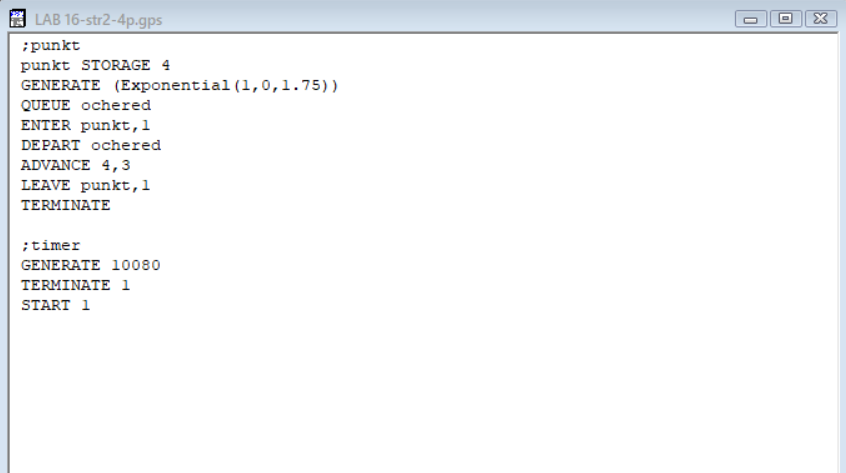 LAB 16-str2-4p.gps
;punkt
punkt STORAGE 4
GENERATE (Exponential(1,0,1.75))
QUEUE ochered
ENTER punkt,1
DEPART ochered
ADVANCE 4,3
LEAVE punkt,1
TERMINATE
;timer
GENERATE 10080
TERMINATE 1
START 1